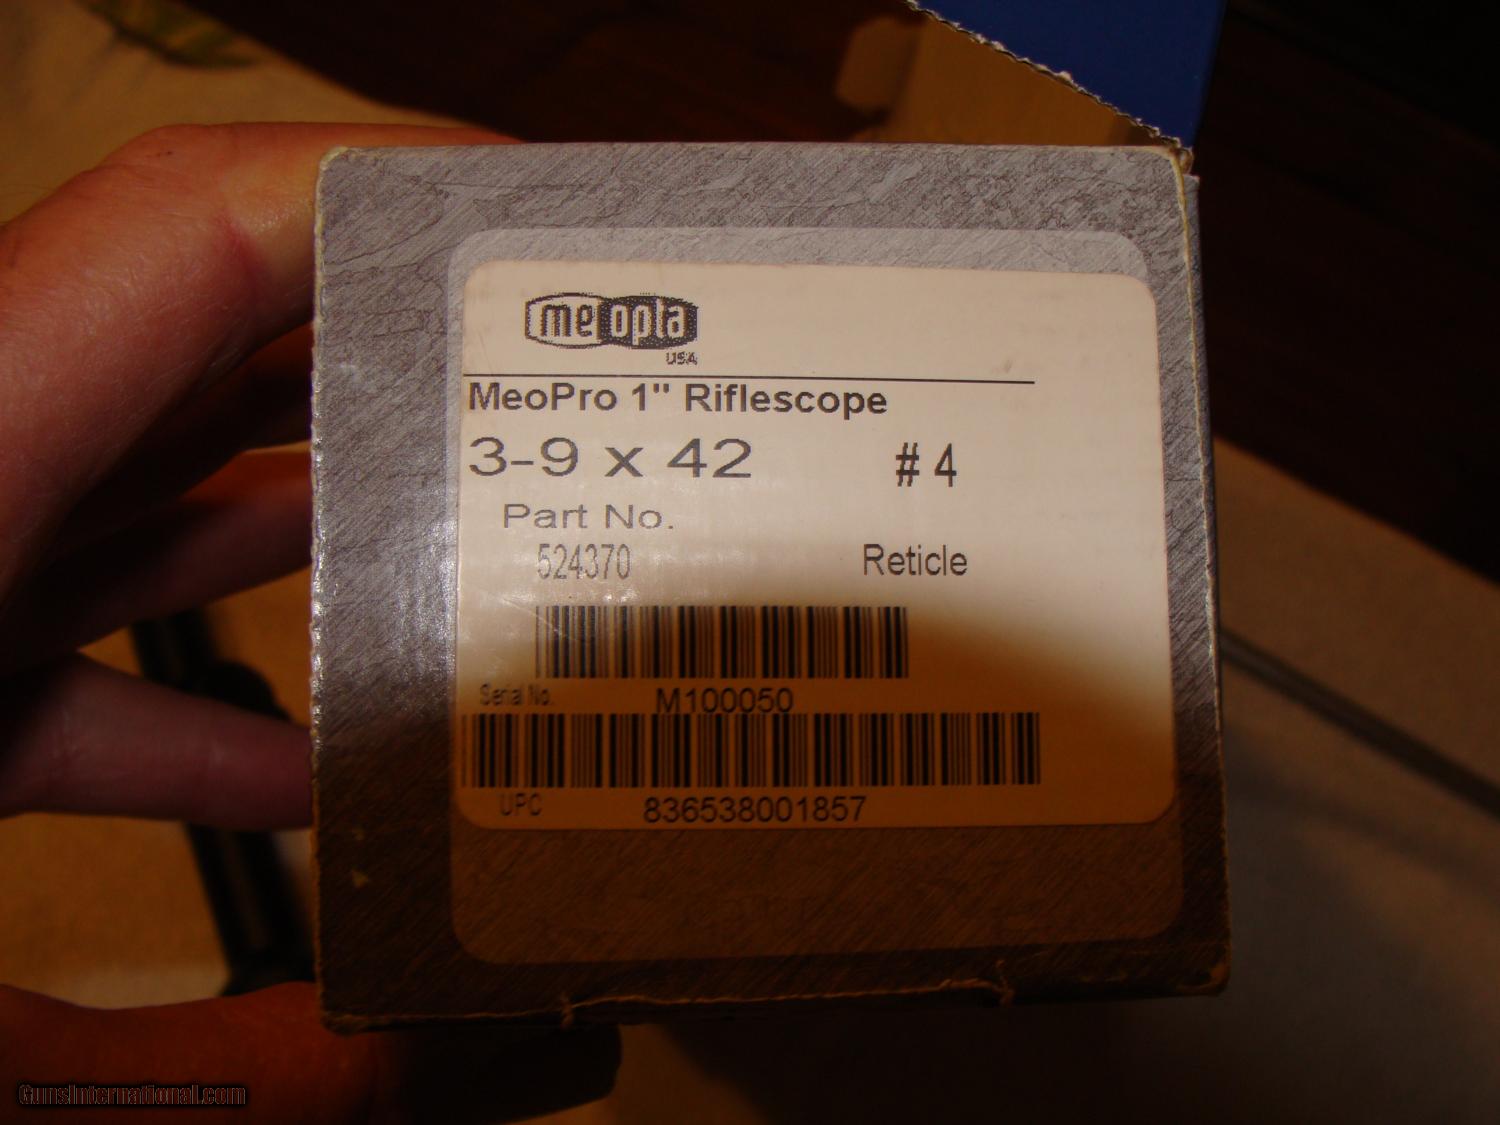 meopta
USA
MeoPro 1" Riflescope
3-9 x 42 # 4
Part No.
524370 Reticle
Serial No. M100050
UPC 836538001857
GunsInternational.com